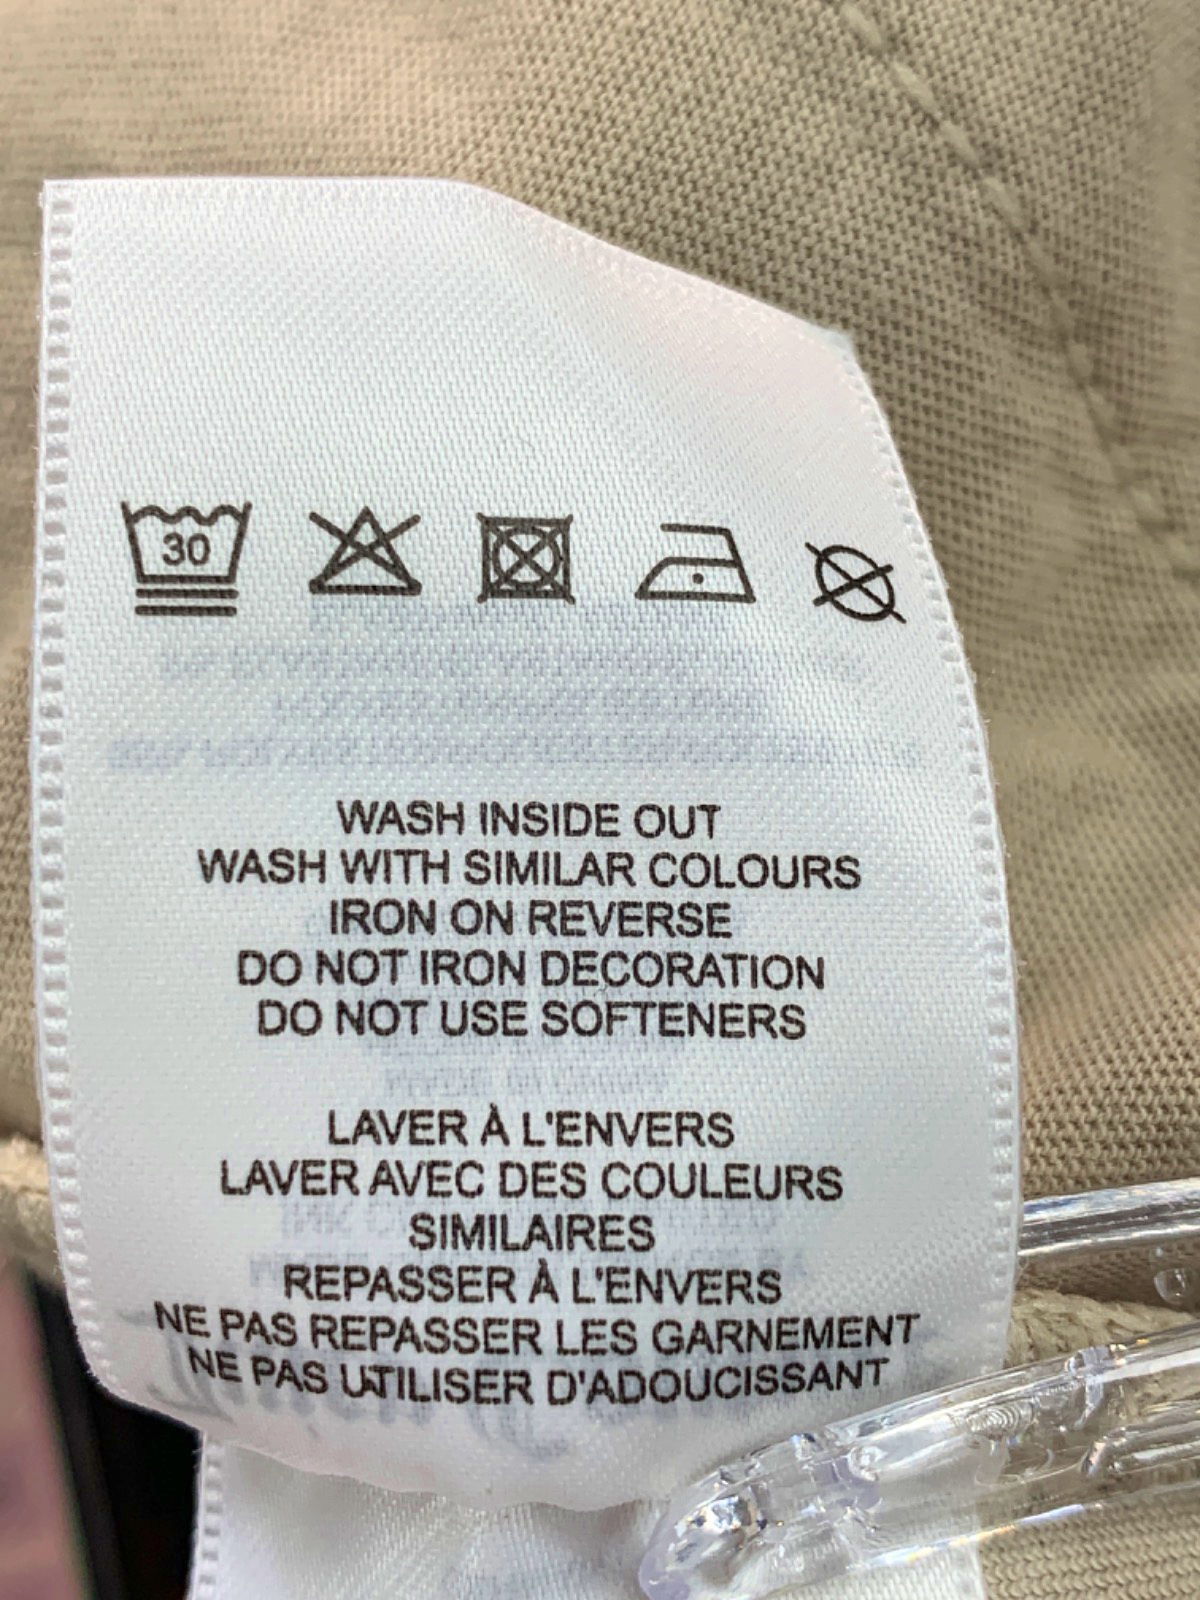 30
WASH INSIDE OUT
WASH WITH SIMILAR COLOURS
IRON ON REVERSE
DO NOT IRON DECORATION
DO NOT USE SOFTENERS
LAVER À L'ENVERS
LAVER AVEC DES COULEURS
SIMILAIRES
REPASSER À L'ENVERS
NE PAS REPASSER LES GARNEMENT
NE PAS UTILISER D'ADOUCISSANT